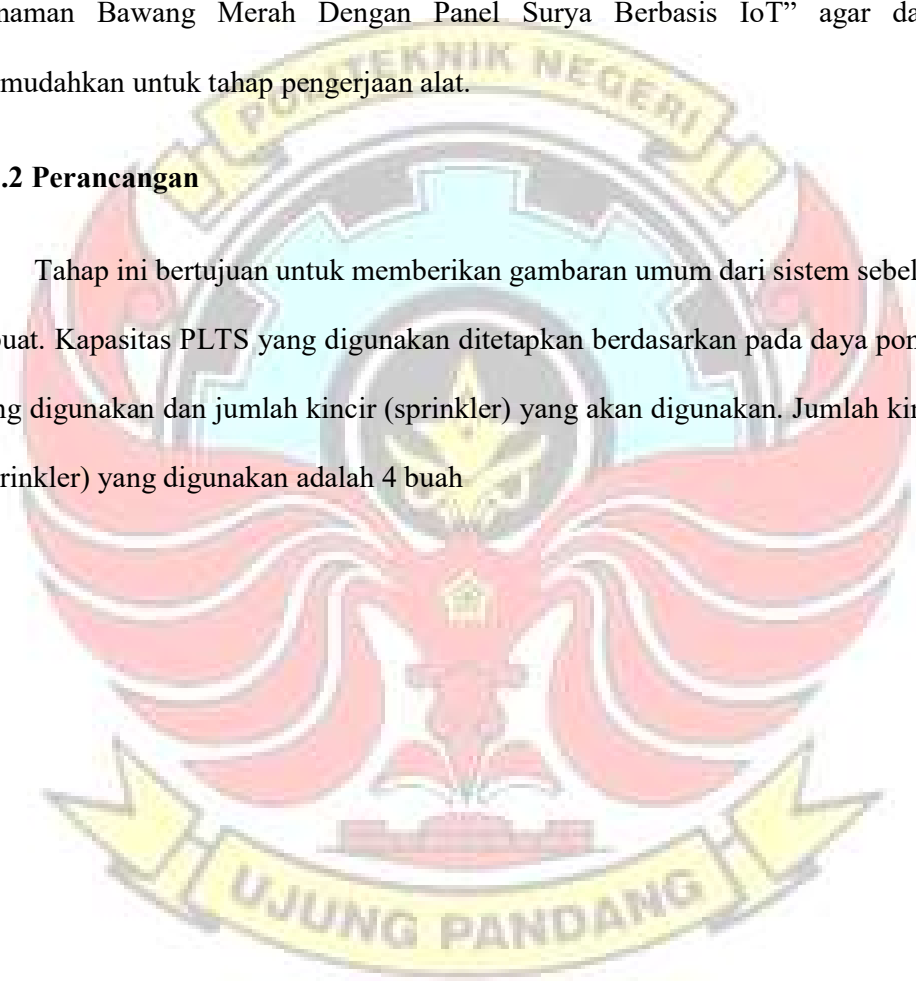 naman Bawang Merah Dengan Panel Surya Berbasis IoT” agar da
mudahkan untuk tahap pengerjaan alat.
POLITEKNIK NEGERI
.2 Perancangan
Tahap ini bertujuan untuk memberikan gambaran umum dari sistem sebel
buat. Kapasitas PLTS yang digunakan ditetapkan berdasarkan pada daya pom
ng digunakan dan jumlah kincir (sprinkler) yang akan digunakan. Jumlah kin
rinkler) yang digunakan adalah 4 buah
UJUNG PANDANG